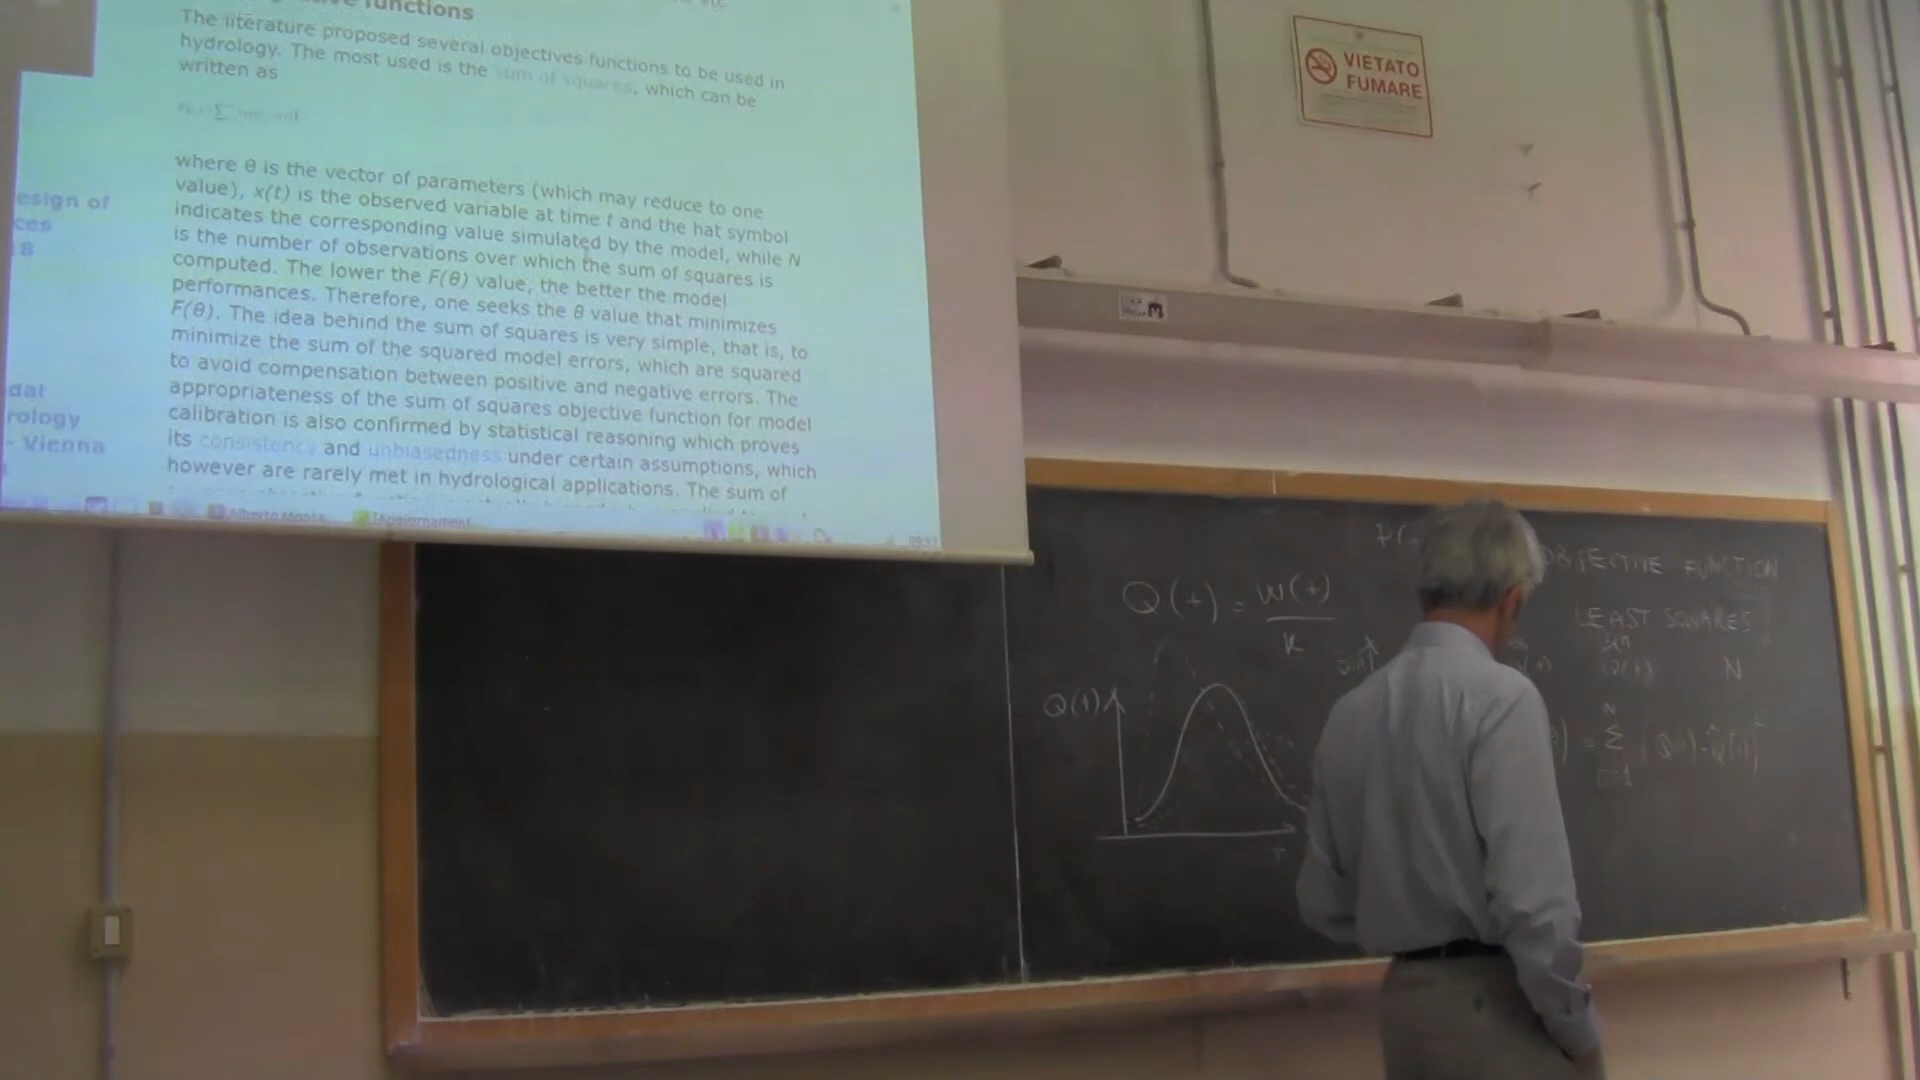 functions
The literature proposed several objectives functions to be used in
hydrology. The most used is the sum of squares, which can be
written as
where θ is the vector of parameters (which may reduce to one
value), x(t) is the observed variable at time t and the hat symbol
indicates the corresponding value simulated by the model, while N
is the number of observations over which the sum of squares is
computed. The lower the F(θ) value, the better the model
performances. Therefore, one seeks the θ value that minimizes
F(θ). The idea behind the sum of squares is very simple, that is, to
minimize the sum of the squared model errors, which are squared
to avoid compensation between positive and negative errors. The
appropriateness of the sum of squares objective function for model
calibration is also confirmed by statistical reasoning which proves
its consistency and unbiasedness under certain assumptions, which
however are rarely met in hydrological applications. The sum of
esign of
ces
8
dal
rology
- Vienna
VIETATO
FUMARE
Q(t) = W(t)
K
Q(t)
OBJECTIVE FUNCTION
LEAST SQUARES
N
N
Σ